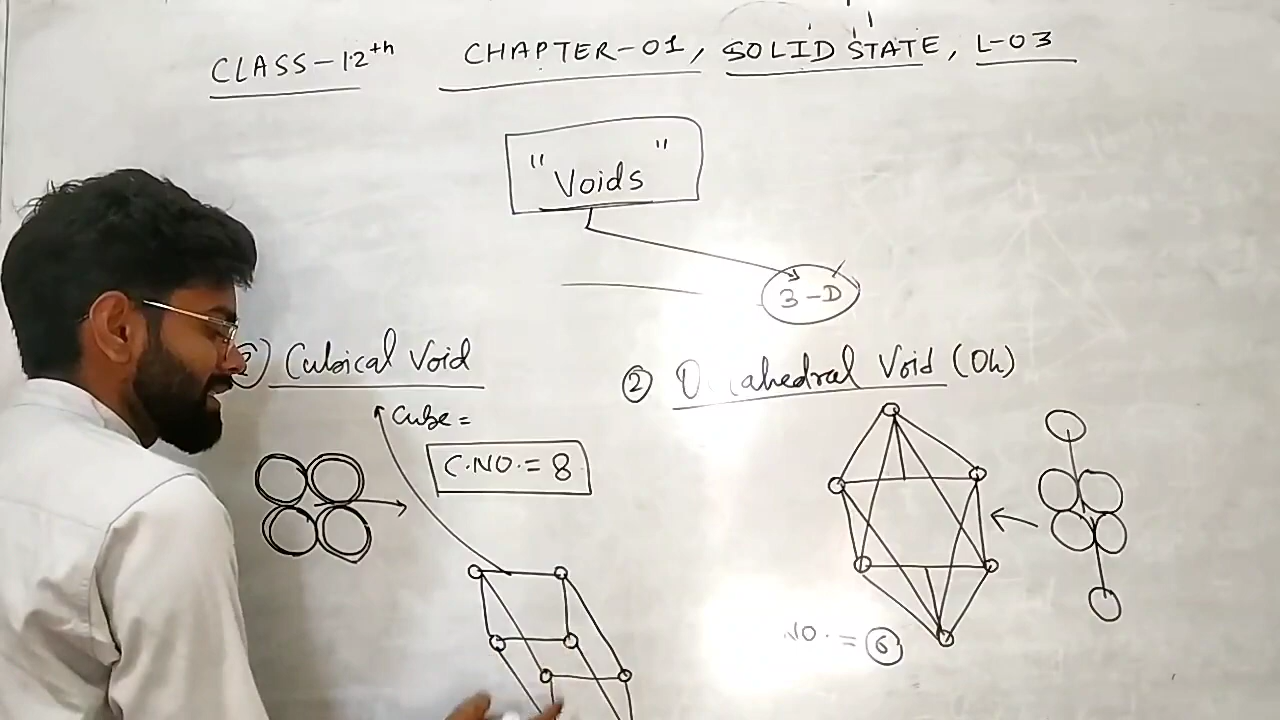 CLASS-12th CHAPTER-01, SOLID STATE, L-03
"Voids"
3-D
Cubical Void
② Void (Oh)
Cube =
C.NO.= 8
NO. = 6